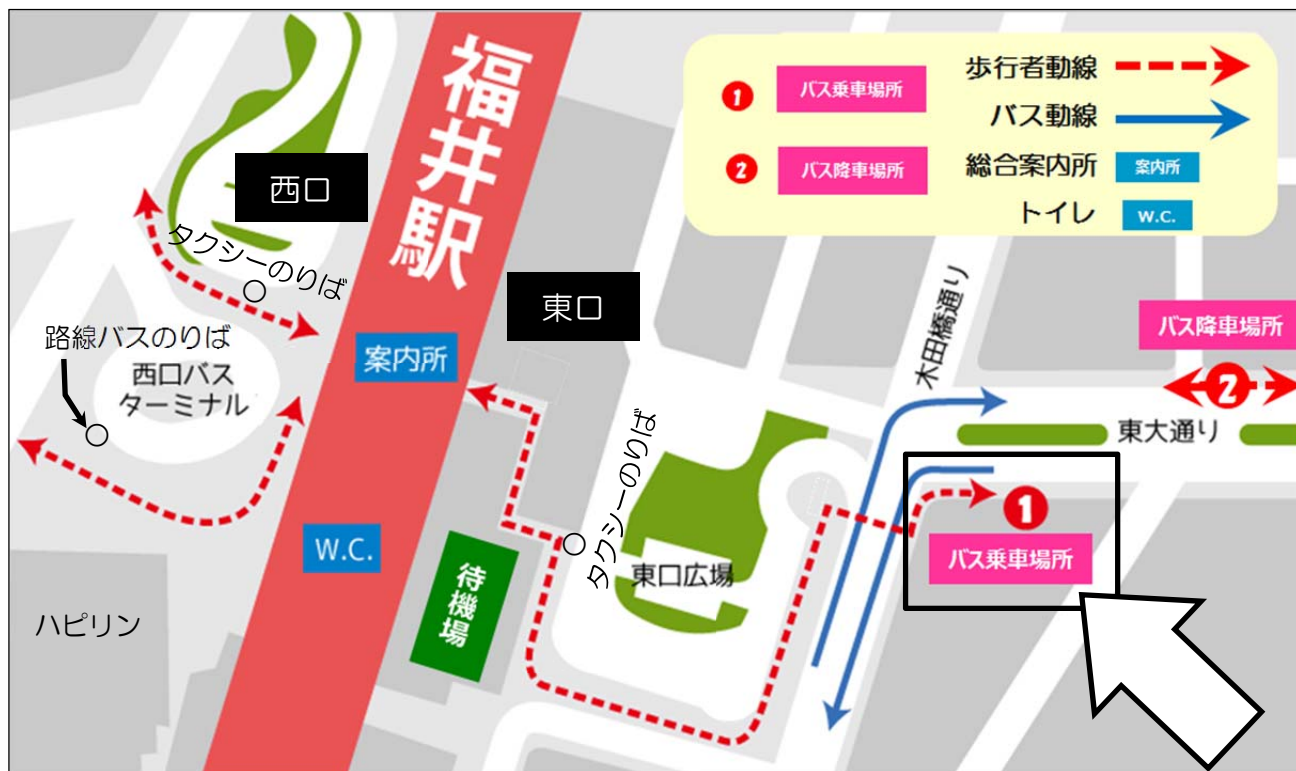 福井駅
西口
タクシーのりば
路線バスのりば
西口バス
ターミナル
案内所
W.C.
ハピリン
東口
タクシーのりば
待機場
東口広場
1 バス乗車場所
2 バス降車場所
歩行者動線
バス動線
総合案内所 案内所
トイレ W.C.
木田橋通り
バス降車場所
2
東大通り
1
バス乗車場所